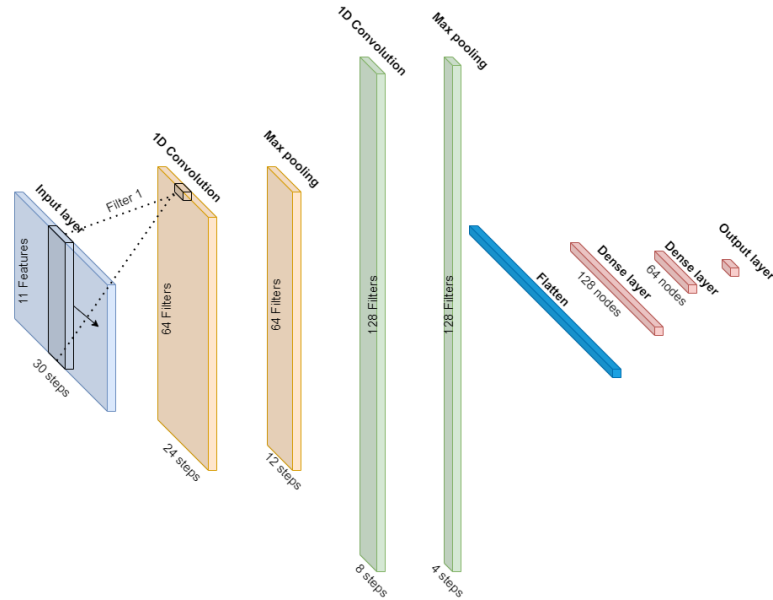 Input layer
11 Features
30 steps
Filter 1
1D Convolution
64 Filters
24 steps
Max pooling
64 Filters
12 steps
1D Convolution
128 Filters
8 steps
Max pooling
128 Filters
4 steps
Flatten
Dense layer
128 nodes
Dense layer
64 nodes
Output layer